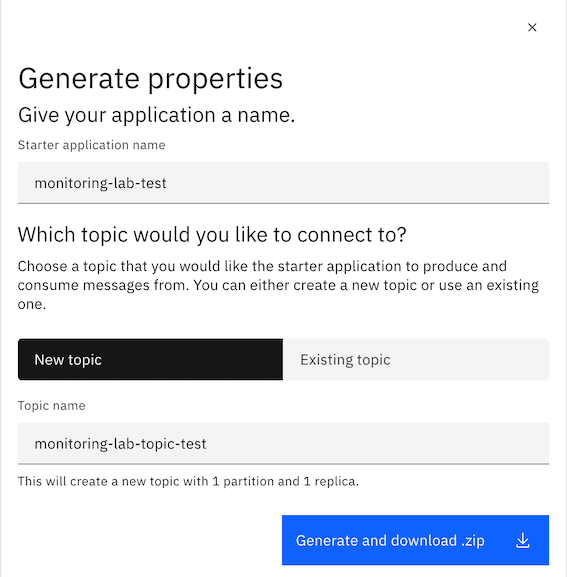 Generate properties
Give your application a name.
Starter application name
monitoring-lab-test
Which topic would you like to connect to?
Choose a topic that you would like the starter application to produce and
consume messages from. You can either create a new topic or use an existing
one.
New topic
Existing topic
Topic name
monitoring-lab-topic-test
This will create a new topic with 1 partition and 1 replica.
Generate and download .zip